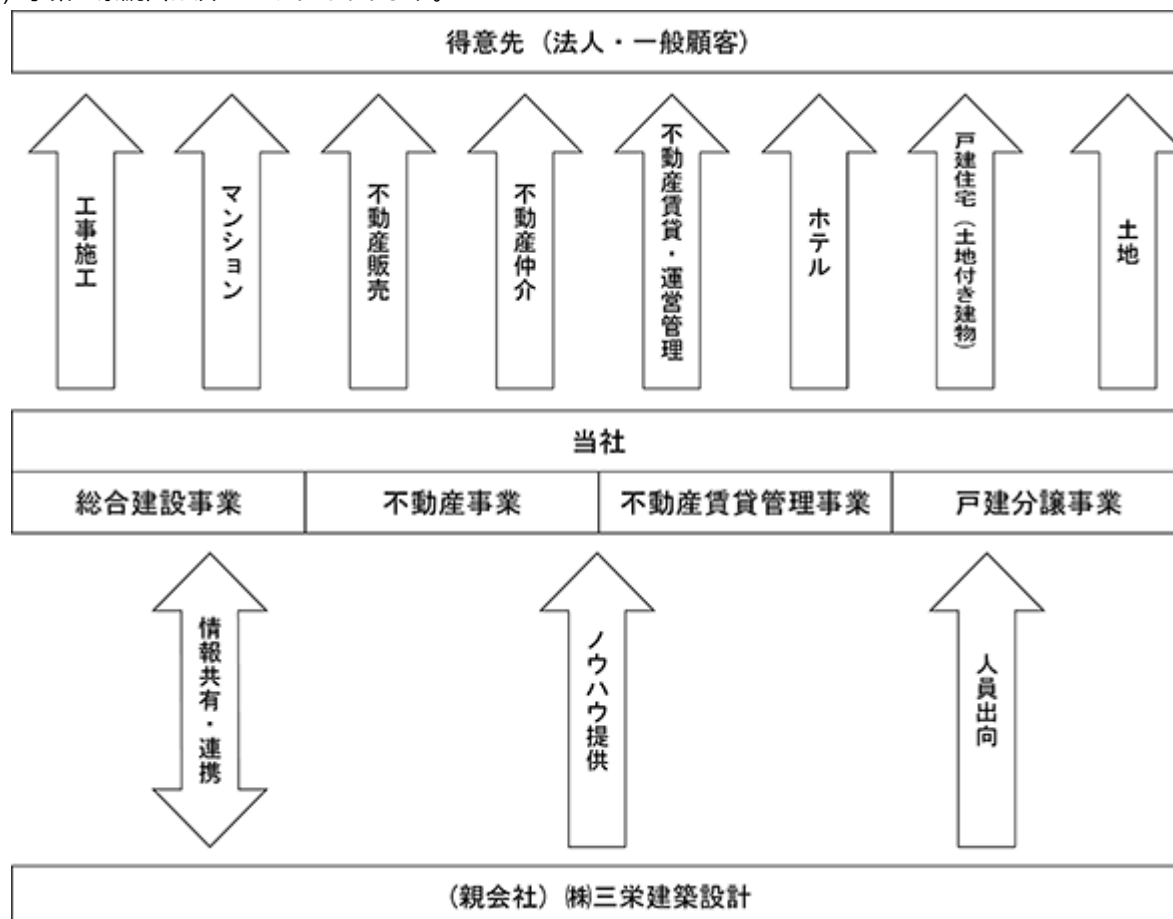 得意先（法人・一般顧客）
工事施工
マンション
不動産販売
不動産仲介
不動産賃貸・運営管理
ホテル
戸建住宅（土地付き建物）
土地
当社
総合建設事業
不動産事業
不動産賃貸管理事業
戸建分譲事業
情報共有・連携
ノウハウ提供
人員出向
（親会社）㈱三栄建築設計